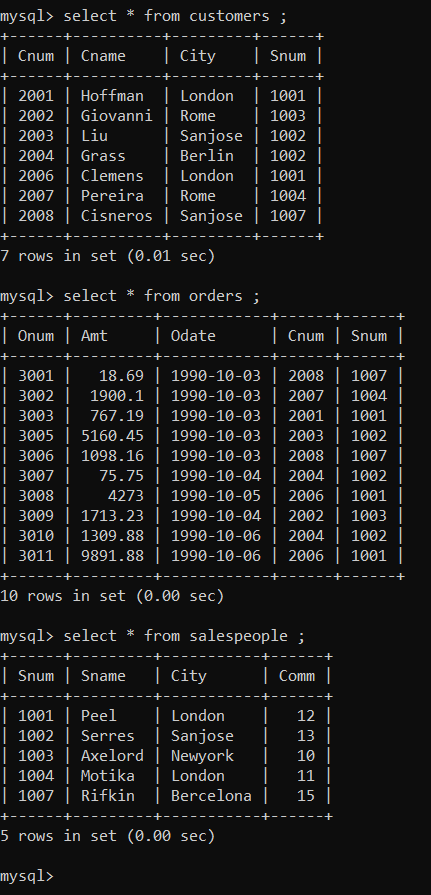 mysql> select * from customers ;
+------+----------+---------+------+
| Cnum | Cname    | City    | Snum |
+------+----------+---------+------+
| 2001 | Hoffman  | London  | 1001 |
| 2002 | Giovanni | Rome    | 1003 |
| 2003 | Liu      | Sanjose | 1002 |
| 2004 | Grass    | Berlin  | 1002 |
| 2006 | Clemens  | London  | 1001 |
| 2007 | Pereira  | Rome    | 1004 |
| 2008 | Cisneros | Sanjose | 1007 |
+------+----------+---------+------+
7 rows in set (0.01 sec)

mysql> select * from orders ;
+------+---------+------------+------+------+
| Onum | Amt     | Odate      | Cnum | Snum |
+------+---------+------------+------+------+
| 3001 |   18.69 | 1990-10-03 | 2008 | 1007 |
| 3002 |  1900.1 | 1990-10-03 | 2007 | 1004 |
| 3003 |  767.19 | 1990-10-03 | 2001 | 1001 |
| 3005 | 5160.45 | 1990-10-03 | 2003 | 1002 |
| 3006 | 1098.16 | 1990-10-03 | 2008 | 1007 |
| 3007 |   75.75 | 1990-10-04 | 2004 | 1002 |
| 3008 |    4273 | 1990-10-05 | 2006 | 1001 |
| 3009 | 1713.23 | 1990-10-04 | 2002 | 1003 |
| 3010 | 1309.88 | 1990-10-06 | 2004 | 1002 |
| 3011 | 9891.88 | 1990-10-06 | 2006 | 1001 |
+------+---------+------------+------+------+
10 rows in set (0.00 sec)

mysql> select * from salespeople ;
+------+---------+-----------+------+
| Snum | Sname   | City      | Comm |
+------+---------+-----------+------+
| 1001 | Peel    | London    |   12 |
| 1002 | Serres  | Sanjose   |   13 |
| 1003 | Axelord | Newyork   |   10 |
| 1004 | Motika  | London    |   11 |
| 1007 | Rifkin  | Bercelona |   15 |
+------+---------+-----------+------+
5 rows in set (0.00 sec)

mysql>